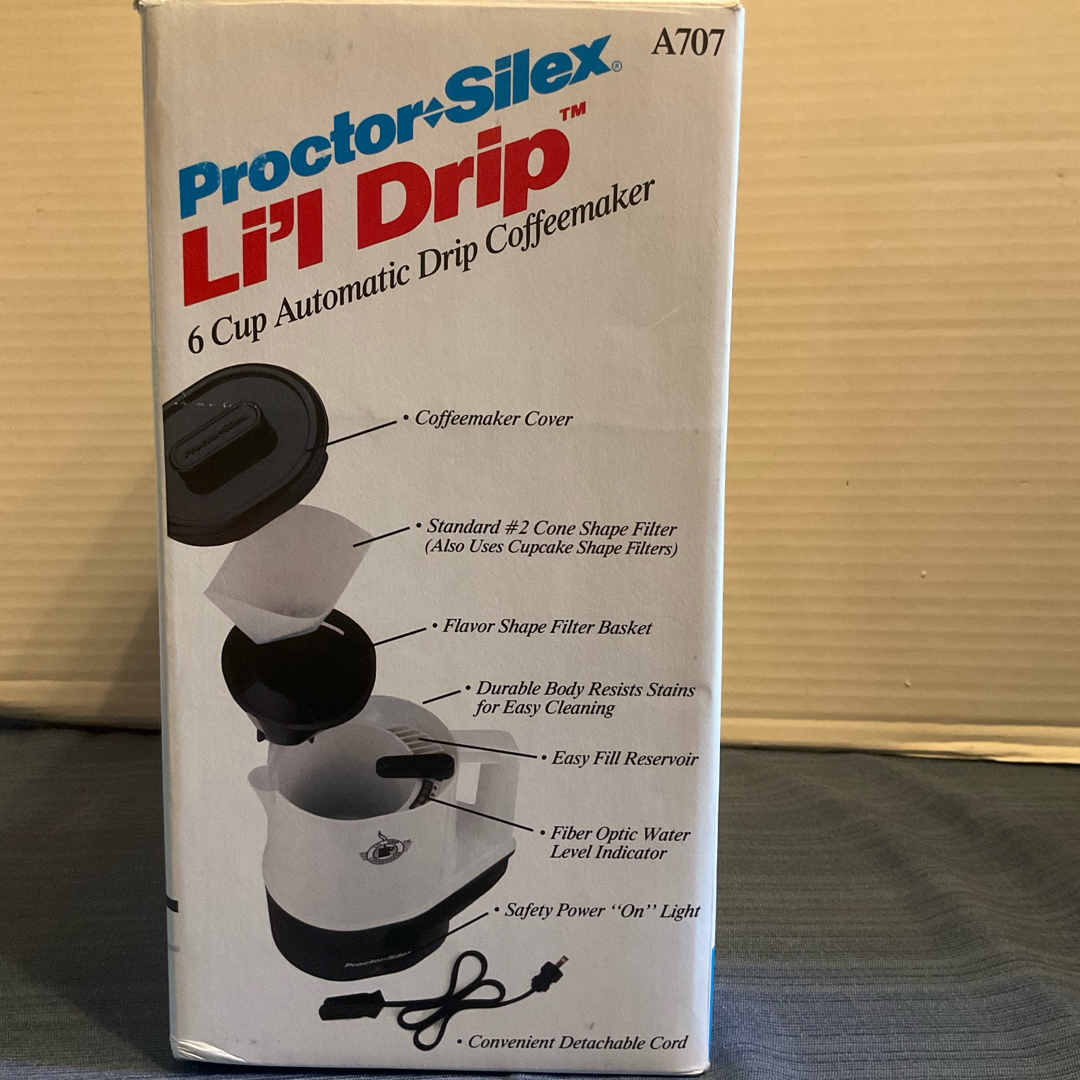 A707
Proctor-Silex®
Li'l Drip™
6 Cup Automatic Drip Coffeemaker
Proctor-Silex
• Coffeemaker Cover
• Standard #2 Cone Shape Filter
(Also Uses Cupcake Shape Filters)
• Flavor Shape Filter Basket
• Durable Body Resists Stains
for Easy Cleaning
• Easy Fill Reservoir
• Fiber Optic Water
Level Indicator
• Safety Power “On” Light
Proctor-Silex
• Convenient Detachable Cord